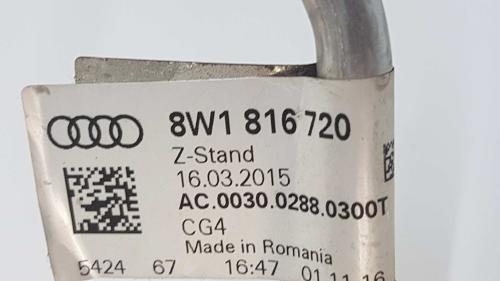 8W1 816 720
Z-Stand
16.03.2015
AC.0030.0288.0300T
CG4
Made in Romania
5424 67 16:47 01.11.16